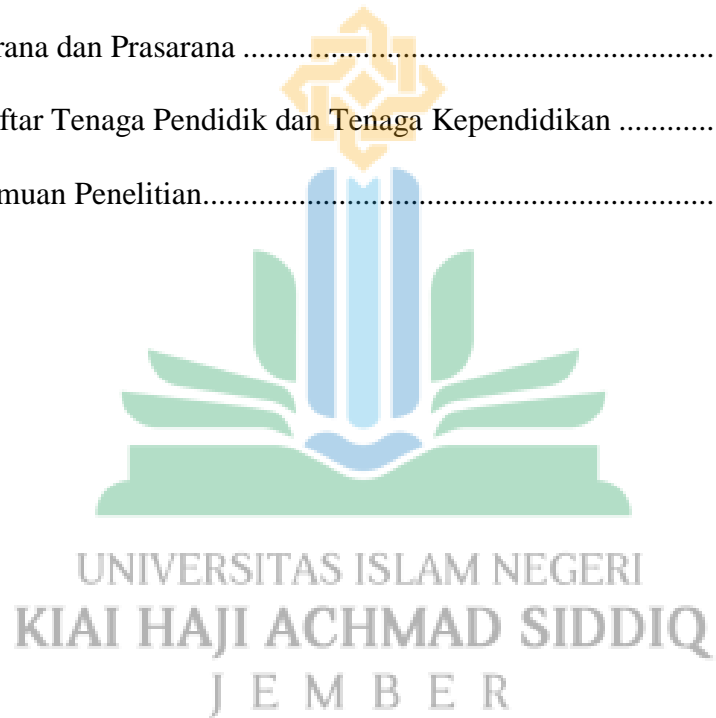 rana dan Prasarana ..........................................................
ftar Tenaga Pendidik dan Tenaga Kependidikan ............
muan Penelitian................................................................
UNIVERSITAS ISLAM NEGERI
KIAI HAJI ACHMAD SIDDIQ
J E M B E R